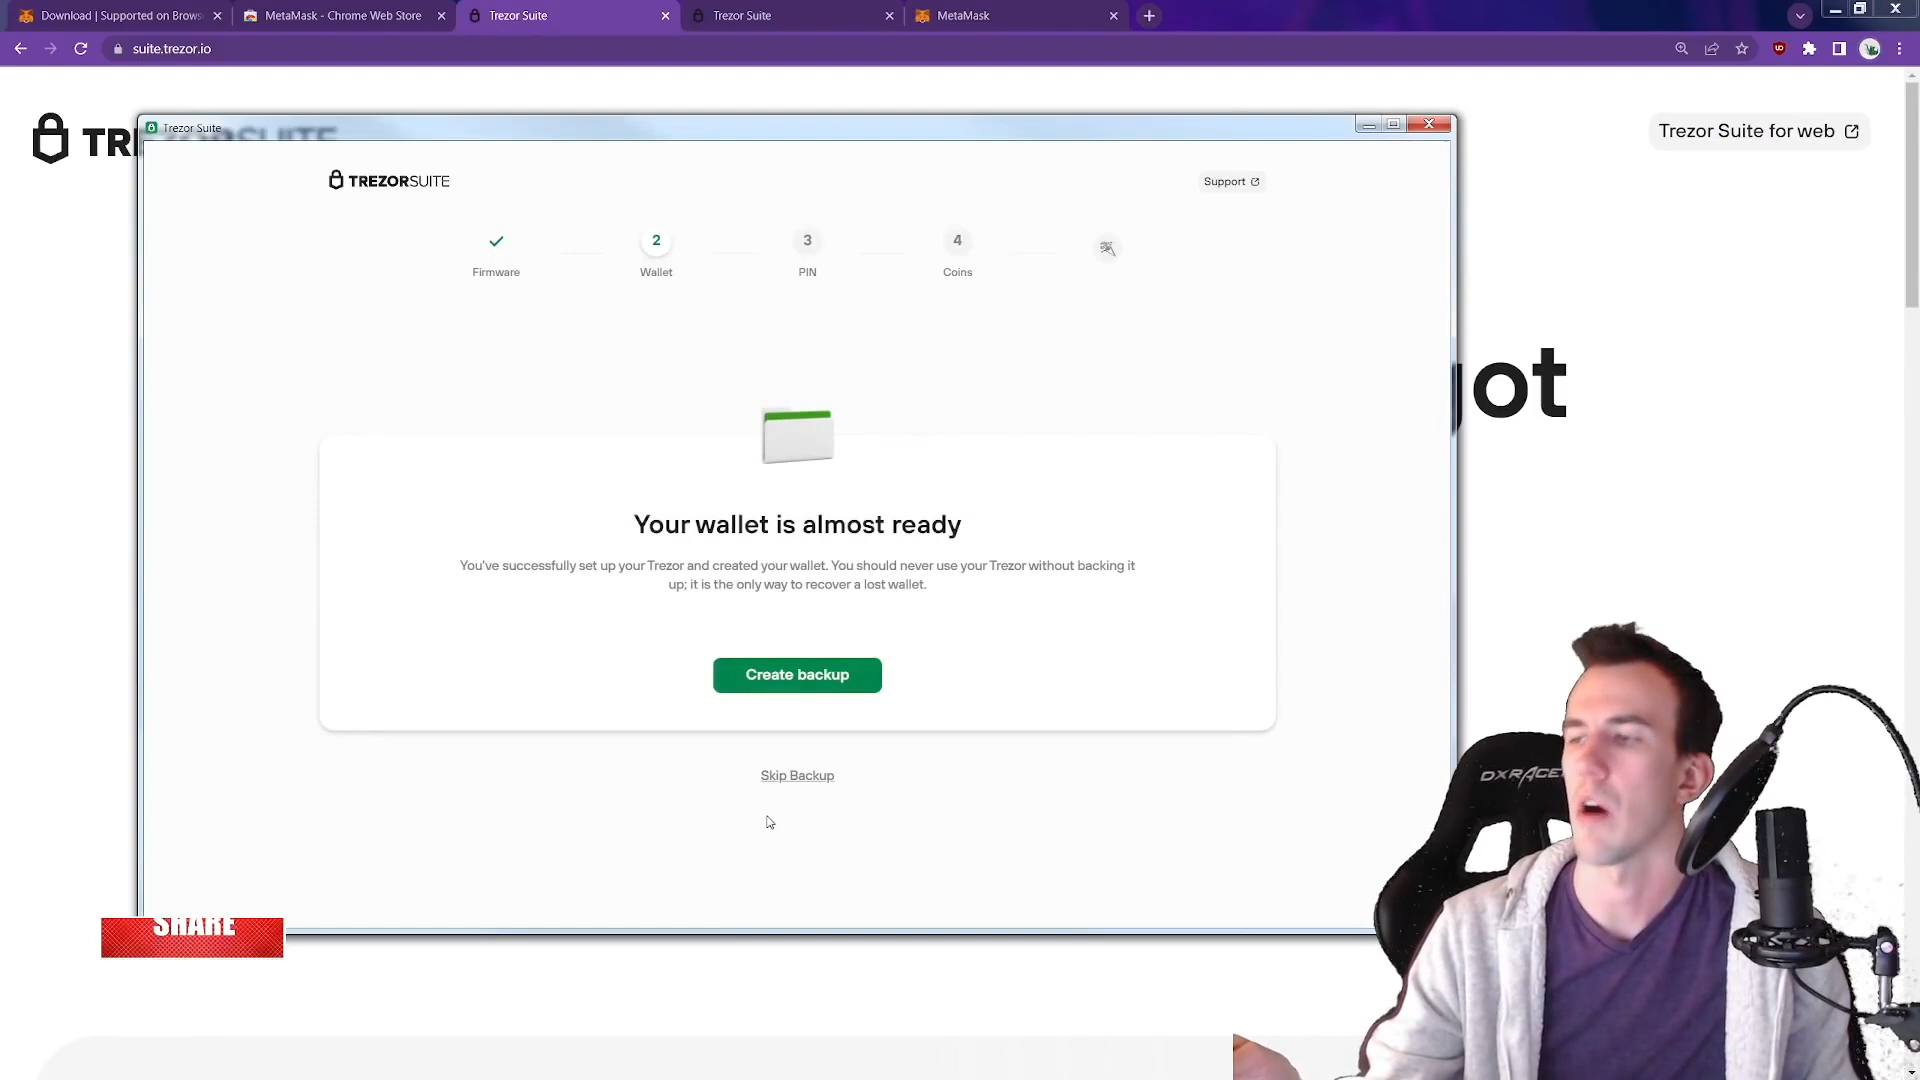 Download | Supported on Brows
MetaMask - Chrome Web Store
Trezor Suite
Trezor Suite
MetaMask
suite.trezor.io
TR
Trezor Suite for web
Trezor Suite
TREZORSUITE
Support
2
3
4
Firmware
Wallet
PIN
Coins
got
Your wallet is almost ready
You've successfully set up your Trezor and created your wallet. You should never use your Trezor without backing it
up; it is the only way to recover a lost wallet.
Create backup
Skip Backup
DXRACE
SHARE